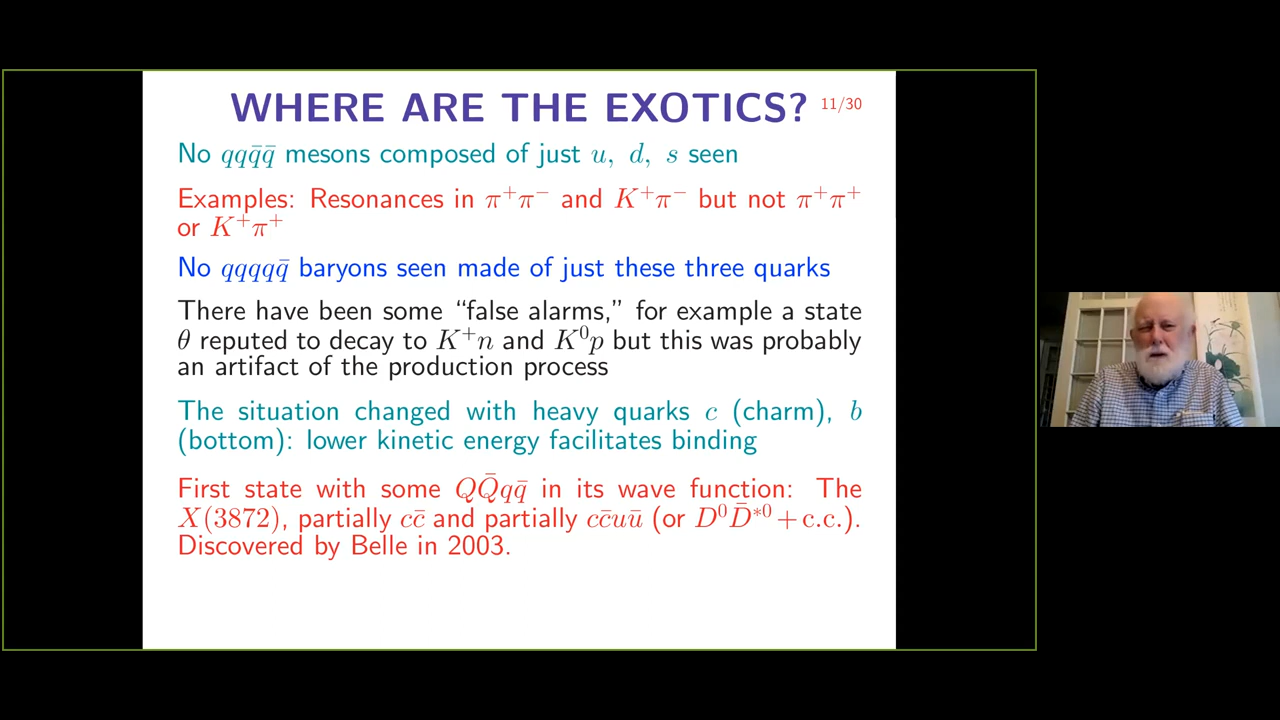 WHERE ARE THE EXOTICS? 11/30
No qqq̄q̄ mesons composed of just u, d, s seen
Examples: Resonances in π⁺π⁻ and K⁺π⁻ but not π⁺π⁺
or K⁺π⁺
No qqqqq̄ baryons seen made of just these three quarks
There have been some “false alarms,” for example a state
θ reputed to decay to K⁺n and K⁰p but this was probably
an artifact of the production process
The situation changed with heavy quarks c (charm), b
(bottom): lower kinetic energy facilitates binding
First state with some QQ̄qq̄ in its wave function: The
X(3872), partially cc̄ and partially cc̄uū (or D⁰D̄*⁰ + c.c.).
Discovered by Belle in 2003.